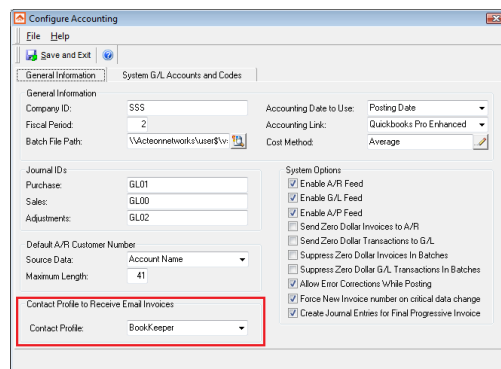 Configure Accounting
File Help
Save and Exit
General Information System G/L Accounts and Codes
General Information
Company ID: SSS Accounting Date to Use: Posting Date
Fiscal Period: 2 Accounting Link: Quickbooks Pro Enhanced
Batch File Path: \\Acteonnetworks\user$\v: Cost Method: Average
Journal IDs
Purchase: GL01
Sales: GL00
Adjustments: GL02
Default A/R Customer Number
Source Data: Account Name
Maximum Length: 41
Contact Profile to Receive Email Invoices
Contact Profile: BookKeeper
System Options
Enable A/R Feed
Enable G/L Feed
Enable A/P Feed
Send Zero Dollar Invoices to A/R
Send Zero Dollar Transactions to G/L
Suppress Zero Dollar Invoices In Batches
Suppress Zero Dollar G/L Transactions In Batches
Allow Error Corrections While Posting
Force New Invoice number on critical data change
Create Journal Entries for Final Progressive Invoice